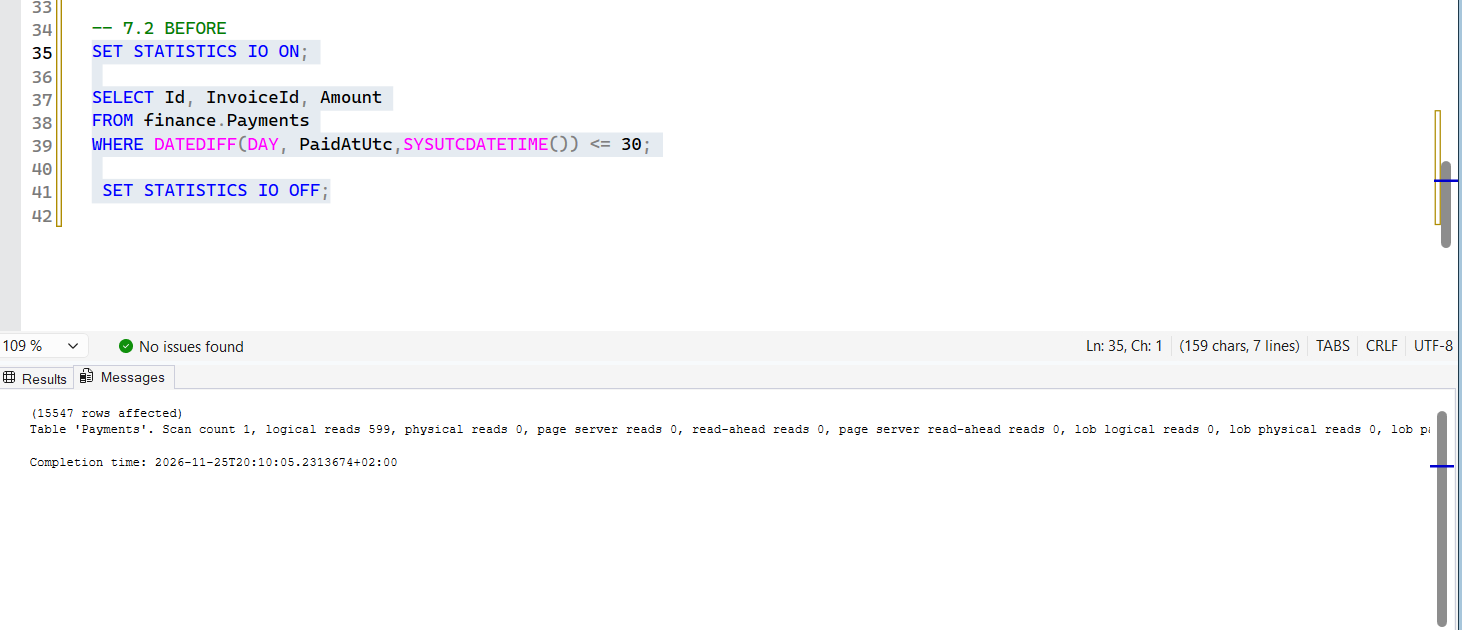 33
34 -- 7.2 BEFORE
35 SET STATISTICS IO ON;
36
37 SELECT Id, InvoiceId, Amount
38 FROM finance.Payments
39 WHERE DATEDIFF(DAY, PaidAtUtc,SYSUTCDATETIME()) <= 30;
40
41 SET STATISTICS IO OFF;
42
109 % No issues found Ln: 35, Ch: 1 (159 chars, 7 lines) TABS CRLF UTF-8
Results Messages
(15547 rows affected)
Table 'Payments'. Scan count 1, logical reads 599, physical reads 0, page server reads 0, read-ahead reads 0, page server read-ahead reads 0, lob logical reads 0, lob physical reads 0, lob
Completion time: 2026-11-25T20:10:05.2313674+02:00